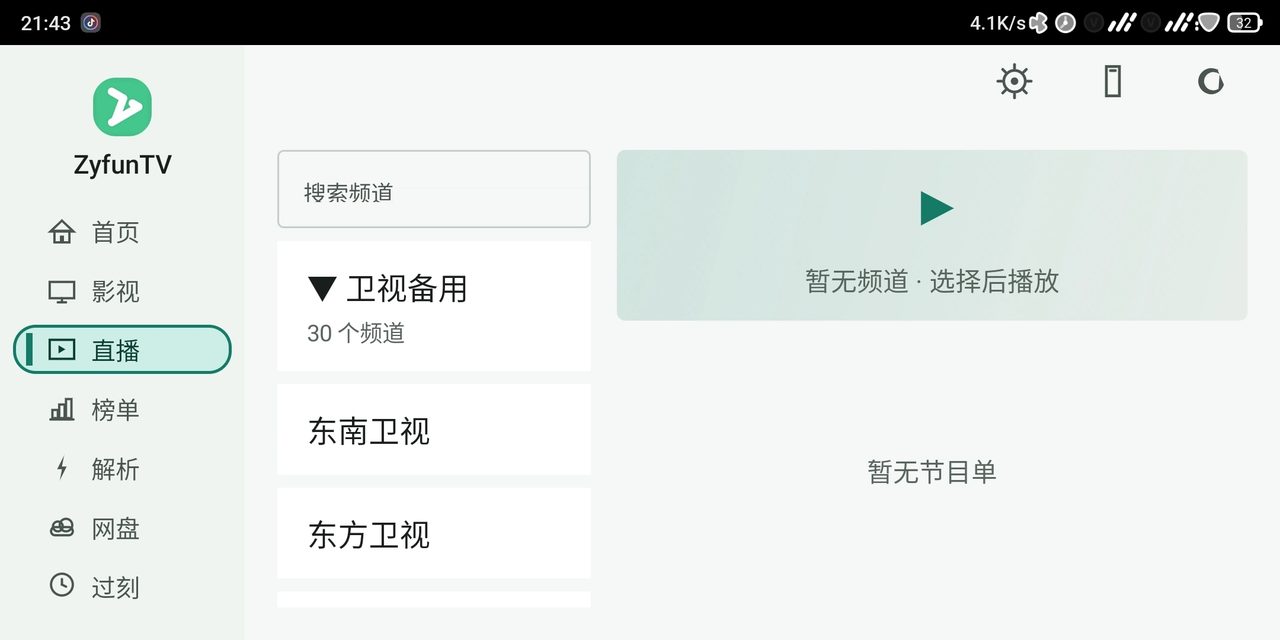 21:43
4.1K/s
32
ZyfunTV
首页
影视
直播
榜单
解析
网盘
过刻
搜索频道
▼ 卫视备用
30 个频道
东南卫视
东方卫视
暂无频道 · 选择后播放
暂无节目单